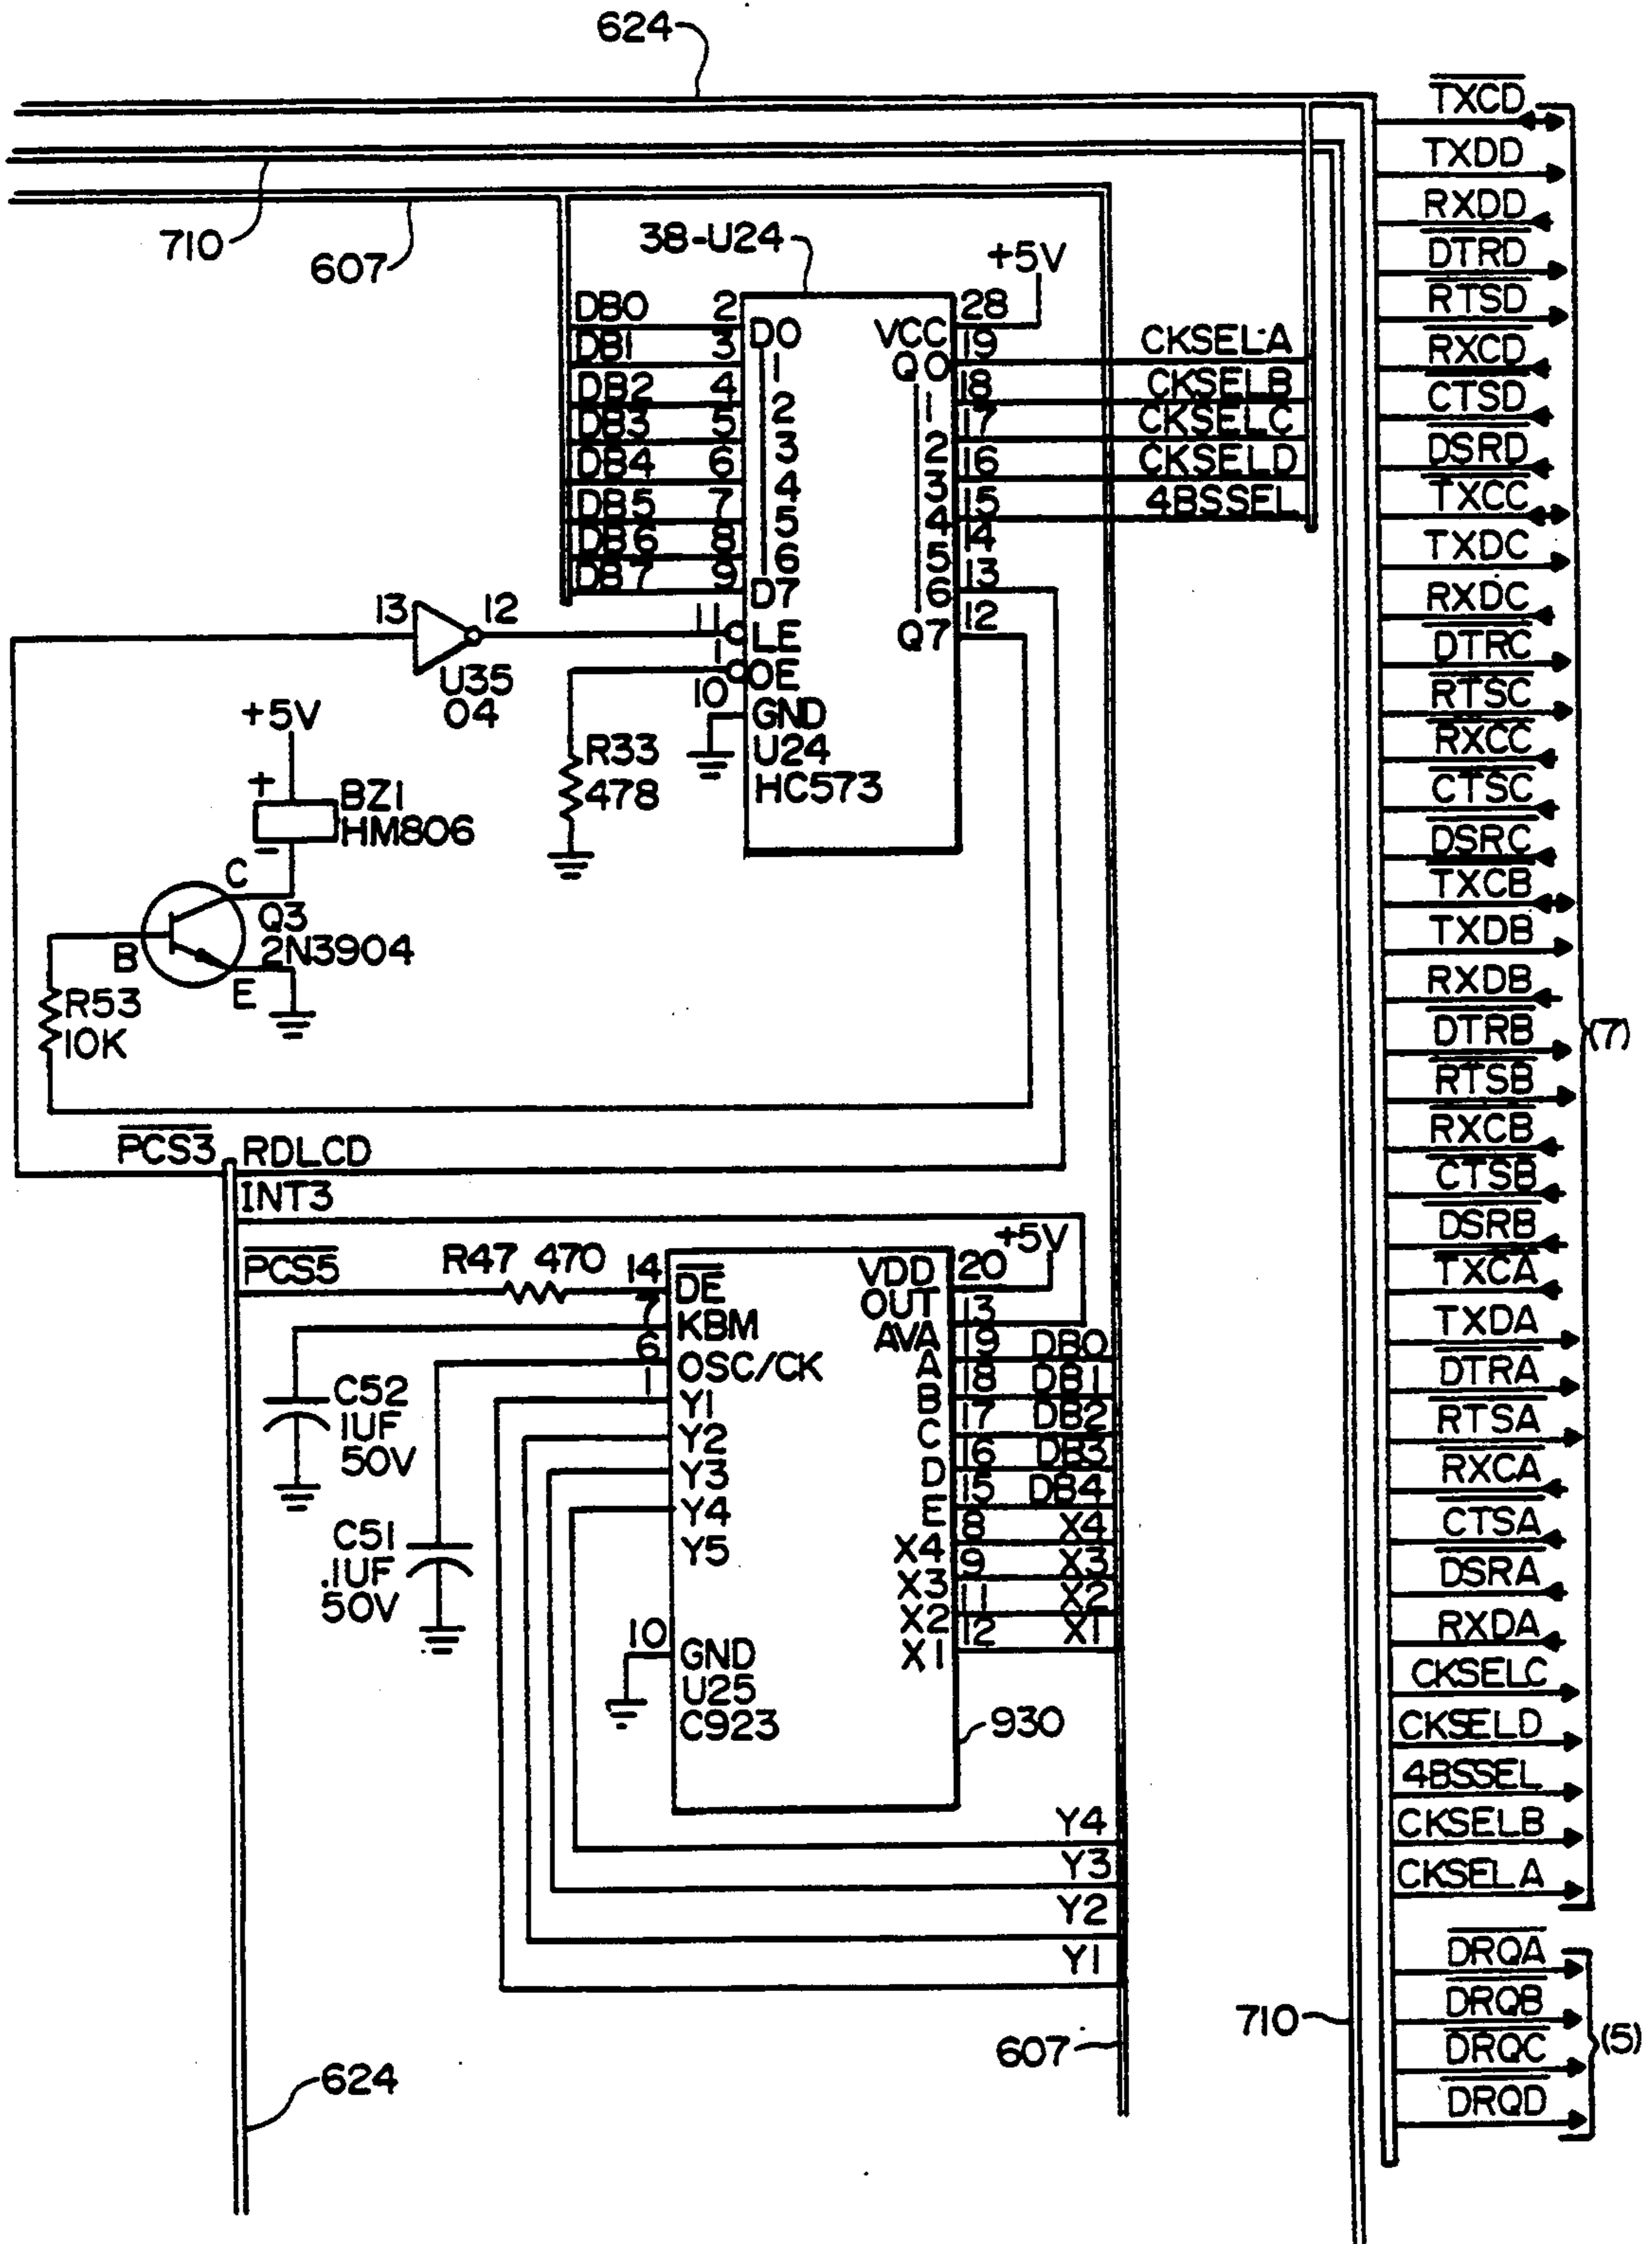 624
710
607
38-U24
+5V
DB0 2 D0
DB1 3 1
DB2 4 2
DB3 5 3
DB4 6 4
DB5 7 5
DB6 8 6
DB7 9 D7
11 LE
1 OE
10 GND
U24
HC573
VCC 28
Q0 19 CKSELA
1 18 CKSELB
2 17 CKSELC
3 16 CKSELD
4 15 4BSSEL
5 14
6 13
Q7 12
13 12
U35
04
R33
478
+5V
+
BZ1
HM806
-
C
Q3
2N3904
B
E
R53
10K
PCS3 RDLCD
INT3
PCS5 R47 470 14 DE
7 KBM
6 OSC/CK
1 Y1
Y2
Y3
Y4
Y5
10 GND
U25
C923
C52
1UF
50V
C51
.1UF
50V
+5V
VDD 20
OUT
AVA 13
A 19 DB0
B 18 DB1
C 17 DB2
D 16 DB3
E 15 DB4
X4 8 X4
X3 9 X3
X2 11 X2
X1 12 X1
930
Y4
Y3
Y2
Y1
607
624
710
TXCD
TXDD
RXDD
DTRD
RTSD
RXCD
CTSD
DSRD
TXCC
TXDC
RXDC
DTRC
RTSC
RXCC
CTSC
DSRC
TXCB
TXDB
RXDB
DTRB
RTSB
RXCB
CTSB
DSRB
TXCA
TXDA
DTRA
RTSA
RXCA
CTSA
DSRA
RXDA
CKSELC
CKSELD
4BSSEL
CKSELB
CKSELA
(7)
DRQA
DRQB
DRQC
DRQD
(5)